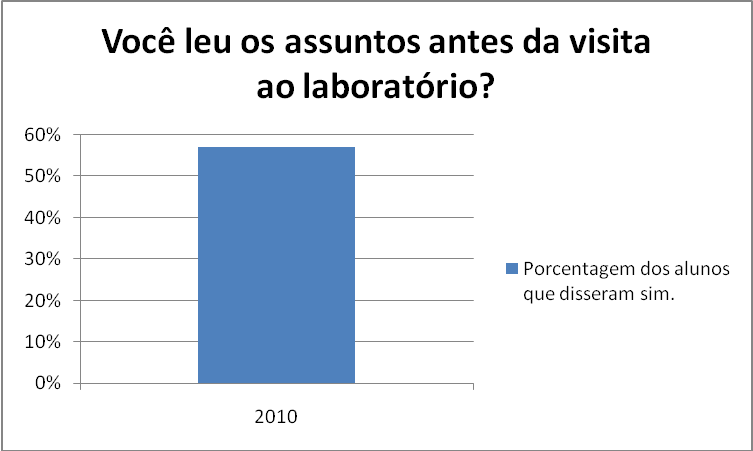 Você leu os assuntos antes da visita
ao laboratório?
60%
50%
40%
30%
20%
10%
0%
2010
Porcentagem dos alunos
que disseram sim.